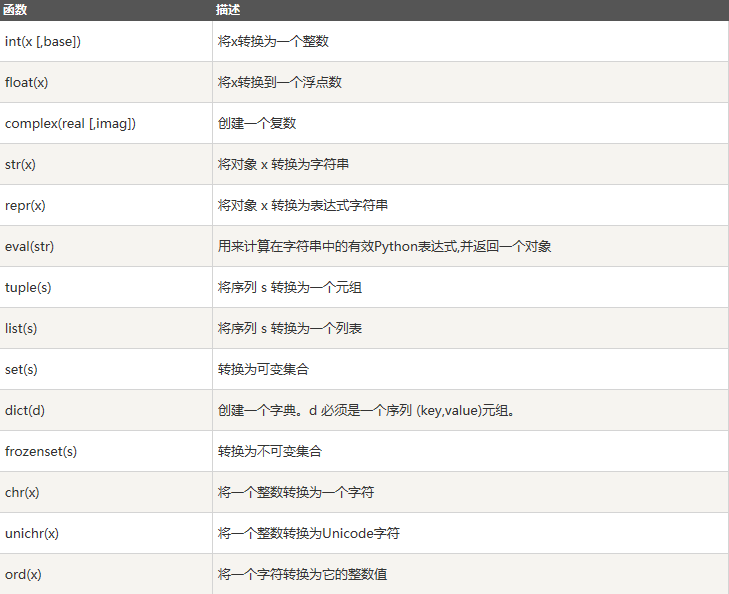 函数 描述
int(x [,base]) 将x转换为一个整数
float(x) 将x转换到一个浮点数
complex(real [,imag]) 创建一个复数
str(x) 将对象 x 转换为字符串
repr(x) 将对象 x 转换为表达式字符串
eval(str) 用来计算在字符串中的有效Python表达式,并返回一个对象
tuple(s) 将序列 s 转换为一个元组
list(s) 将序列 s 转换为一个列表
set(s) 转换为可变集合
dict(d) 创建一个字典。d 必须是一个序列 (key,value)元组。
frozenset(s) 转换为不可变集合
chr(x) 将一个整数转换为一个字符
unichr(x) 将一个整数转换为Unicode字符
ord(x) 将一个字符转换为它的整数值